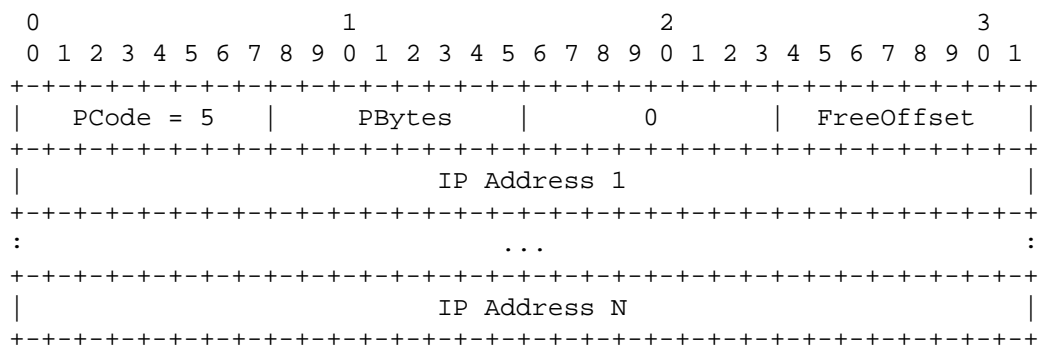 0                   1                   2                   3
 0 1 2 3 4 5 6 7 8 9 0 1 2 3 4 5 6 7 8 9 0 1 2 3 4 5 6 7 8 9 0 1
+-+-+-+-+-+-+-+-+-+-+-+-+-+-+-+-+-+-+-+-+-+-+-+-+-+-+-+-+-+-+-+-+
|   PCode = 5   |     PBytes    |       0       |  FreeOffset   |
+-+-+-+-+-+-+-+-+-+-+-+-+-+-+-+-+-+-+-+-+-+-+-+-+-+-+-+-+-+-+-+-+
|                          IP Address 1                         |
+-+-+-+-+-+-+-+-+-+-+-+-+-+-+-+-+-+-+-+-+-+-+-+-+-+-+-+-+-+-+-+-+
:                              ...                              :
+-+-+-+-+-+-+-+-+-+-+-+-+-+-+-+-+-+-+-+-+-+-+-+-+-+-+-+-+-+-+-+-+
|                          IP Address N                         |
+-+-+-+-+-+-+-+-+-+-+-+-+-+-+-+-+-+-+-+-+-+-+-+-+-+-+-+-+-+-+-+-+